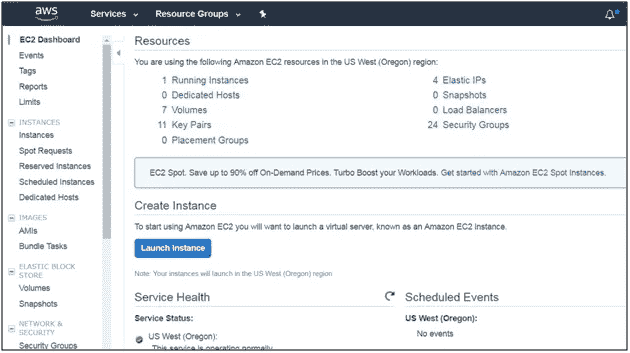 aws Services Resource Groups
EC2 Dashboard
Events
Tags
Reports
Limits
INSTANCES
Instances
Spot Requests
Reserved Instances
Scheduled Instances
Dedicated Hosts
IMAGES
AMIs
Bundle Tasks
ELASTIC BLOCK
STORE
Volumes
Snapshots
NETWORK &
SECURITY
Security Groups
Resources
You are using the following Amazon EC2 resources in the US West (Oregon) region:
1 Running Instances
0 Dedicated Hosts
7 Volumes
11 Key Pairs
0 Placement Groups
4 Elastic IPs
0 Snapshots
0 Load Balancers
24 Security Groups
EC2 Spot. Save up to 90% off On-Demand Prices. Turbo Boost your Workloads. Get started with Amazon EC2 Spot Instances.
Create Instance
To start using Amazon EC2 you will want to launch a virtual server, known as an Amazon EC2 instance.
Launch Instance
Note: Your instances will launch in the US West (Oregon) region
Service Health
Service Status:
US West (Oregon):
This service is operating normally
Scheduled Events
US West (Oregon):
No events